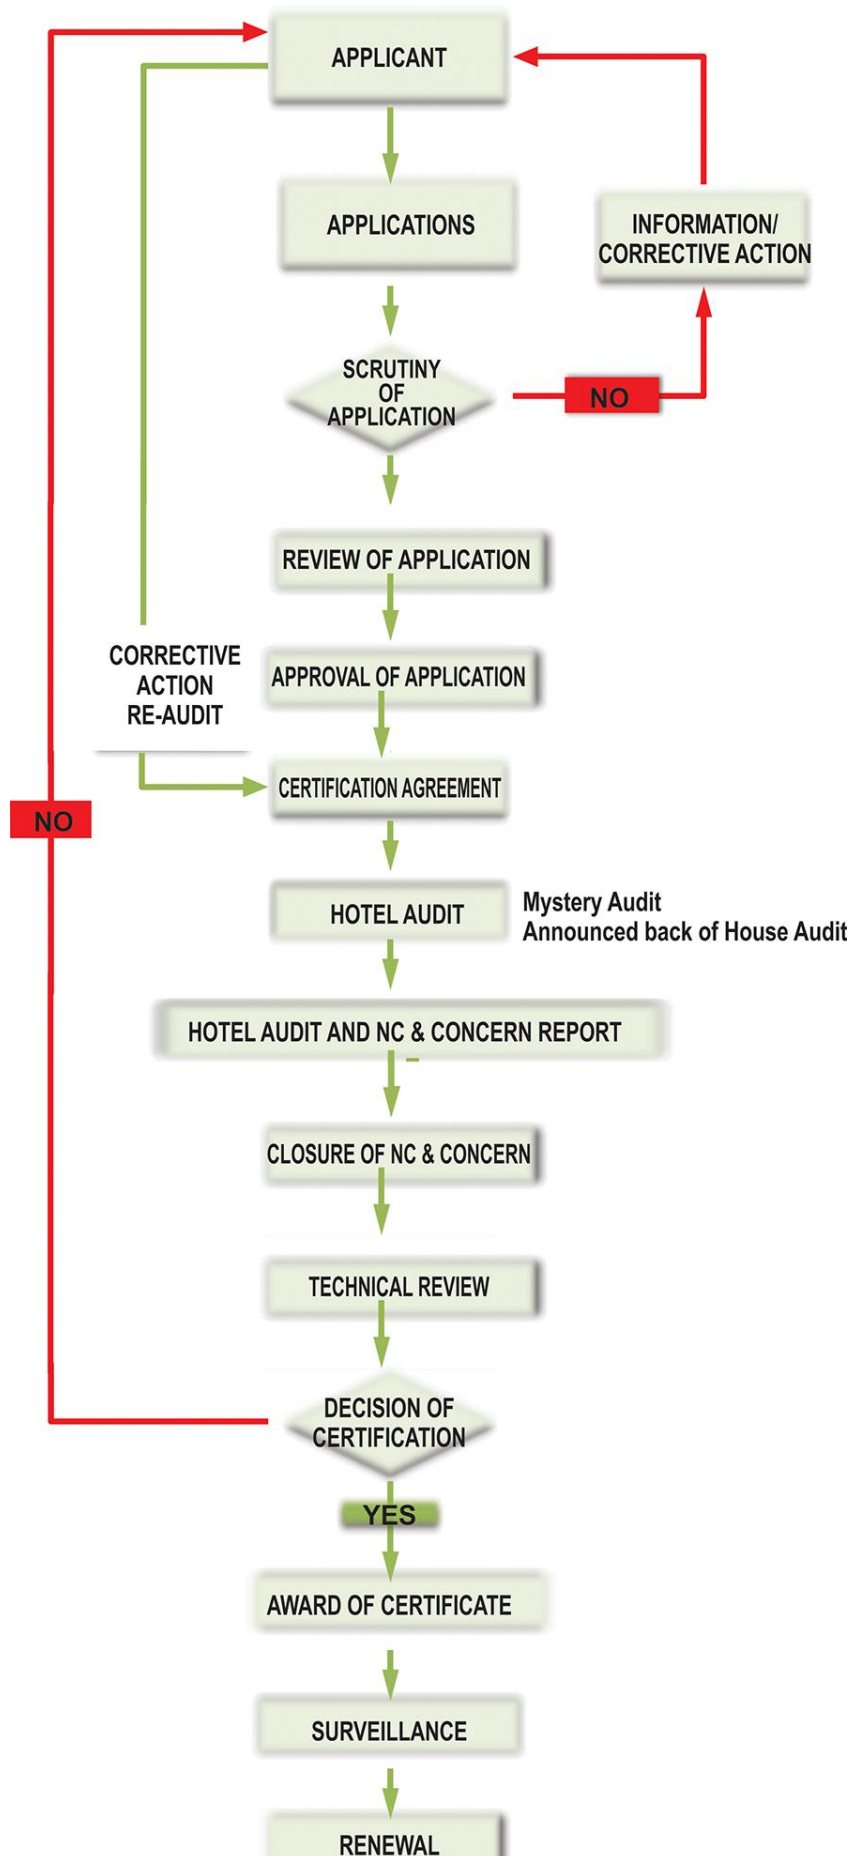 APPLICANT
APPLICATIONS
INFORMATION/
CORRECTIVE ACTION
SCRUTINY
OF
APPLICATION
NO
REVIEW OF APPLICATION
APPROVAL OF APPLICATION
CORRECTIVE
ACTION
RE-AUDIT
CERTIFICATION AGREEMENT
NO
HOTEL AUDIT
Mystery Audit
Announced back of House Audit
HOTEL AUDIT AND NC & CONCERN REPORT
CLOSURE OF NC & CONCERN
TECHNICAL REVIEW
DECISION OF
CERTIFICATION
YES
AWARD OF CERTIFICATE
SURVEILLANCE
RENEWAL